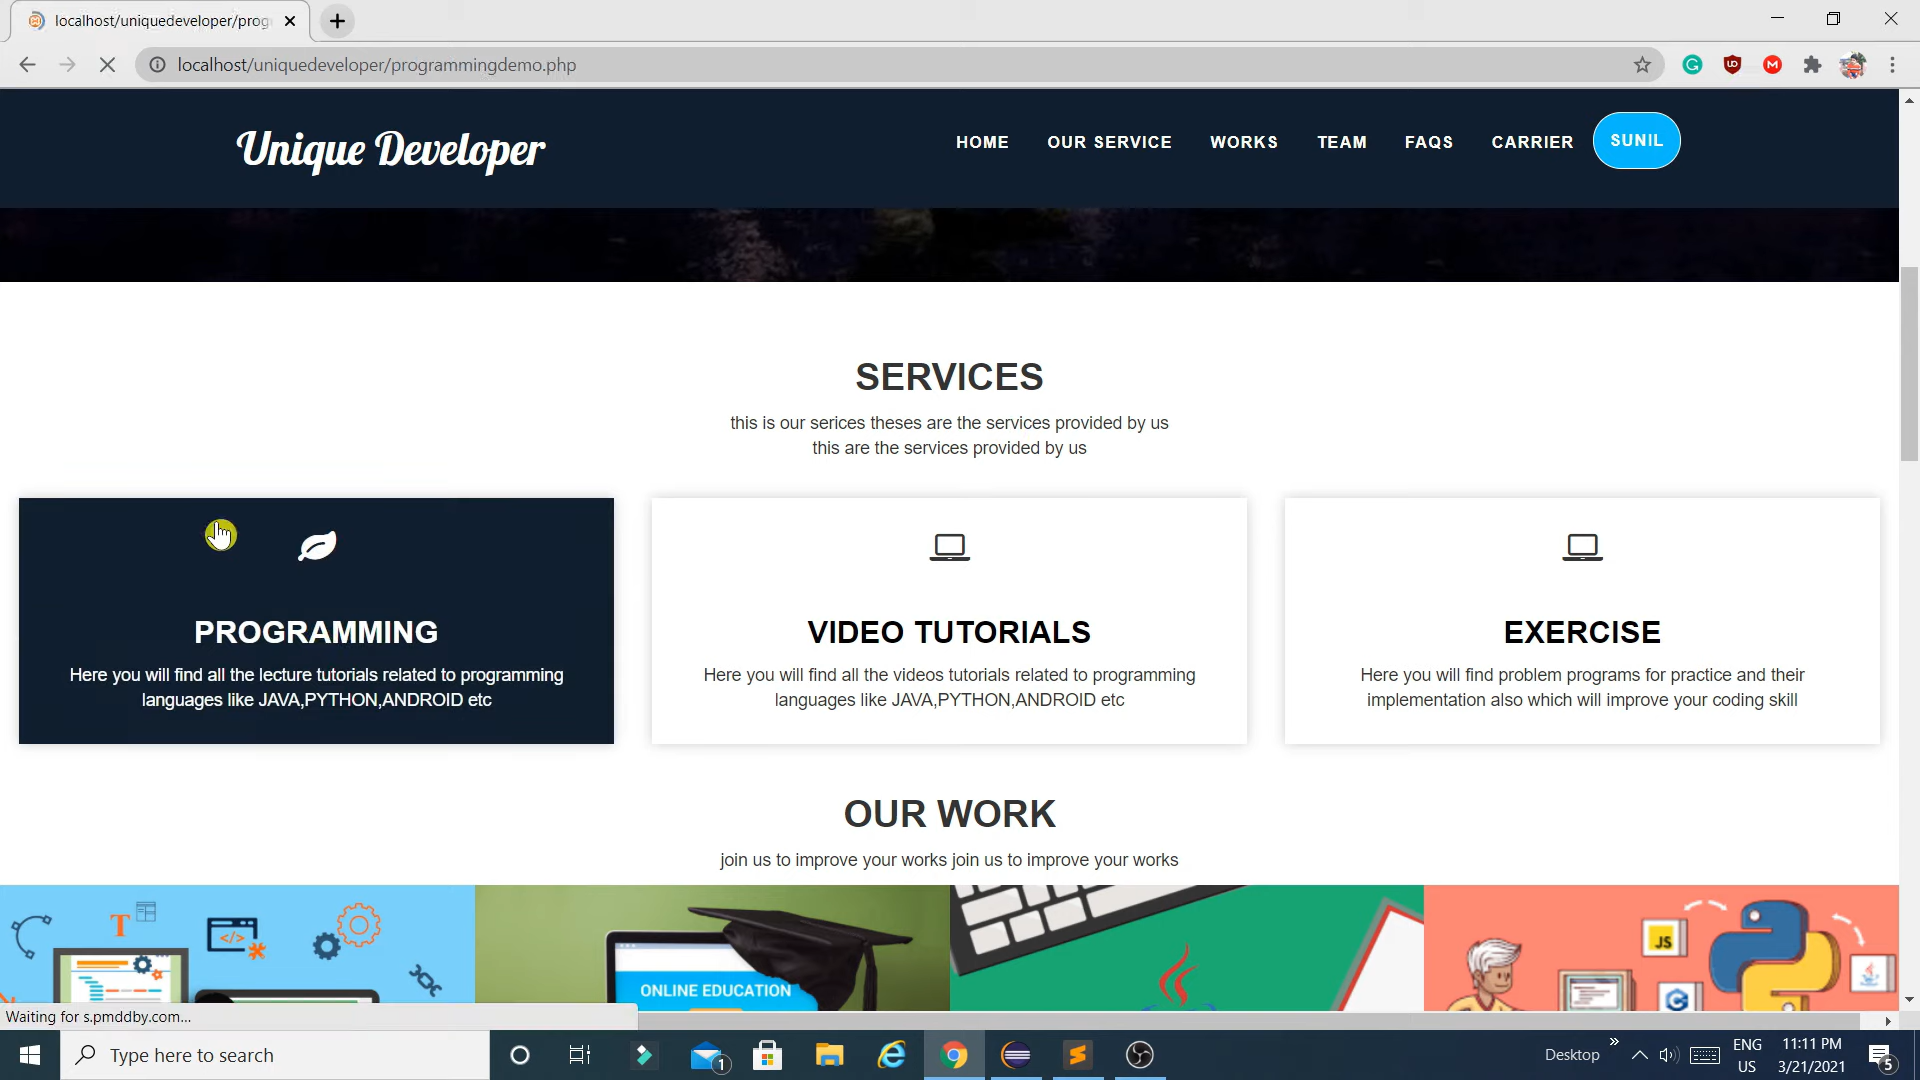 localhost/uniquedeveloper/prog
localhost/uniquedeveloper/programmingdemo.php
Unique Developer
HOME
OUR SERVICE
WORKS
TEAM
FAQS
CARRIER
SUNIL
SERVICES
this is our serices theses are the services provided by us
this are the services provided by us
PROGRAMMING
Here you will find all the lecture tutorials related to programming
languages like JAVA,PYTHON,ANDROID etc
VIDEO TUTORIALS
Here you will find all the videos tutorials related to programming
languages like JAVA,PYTHON,ANDROID etc
EXERCISE
Here you will find problem programs for practice and their
implementation also which will improve your coding skill
OUR WORK
join us to improve your works join us to improve your works
T
</>
ONLINE EDUCATION
JS
C
Waiting for s.pmddby.com...
Type here to search
1
Desktop
ENG
US
11:11 PM
3/21/2021
5